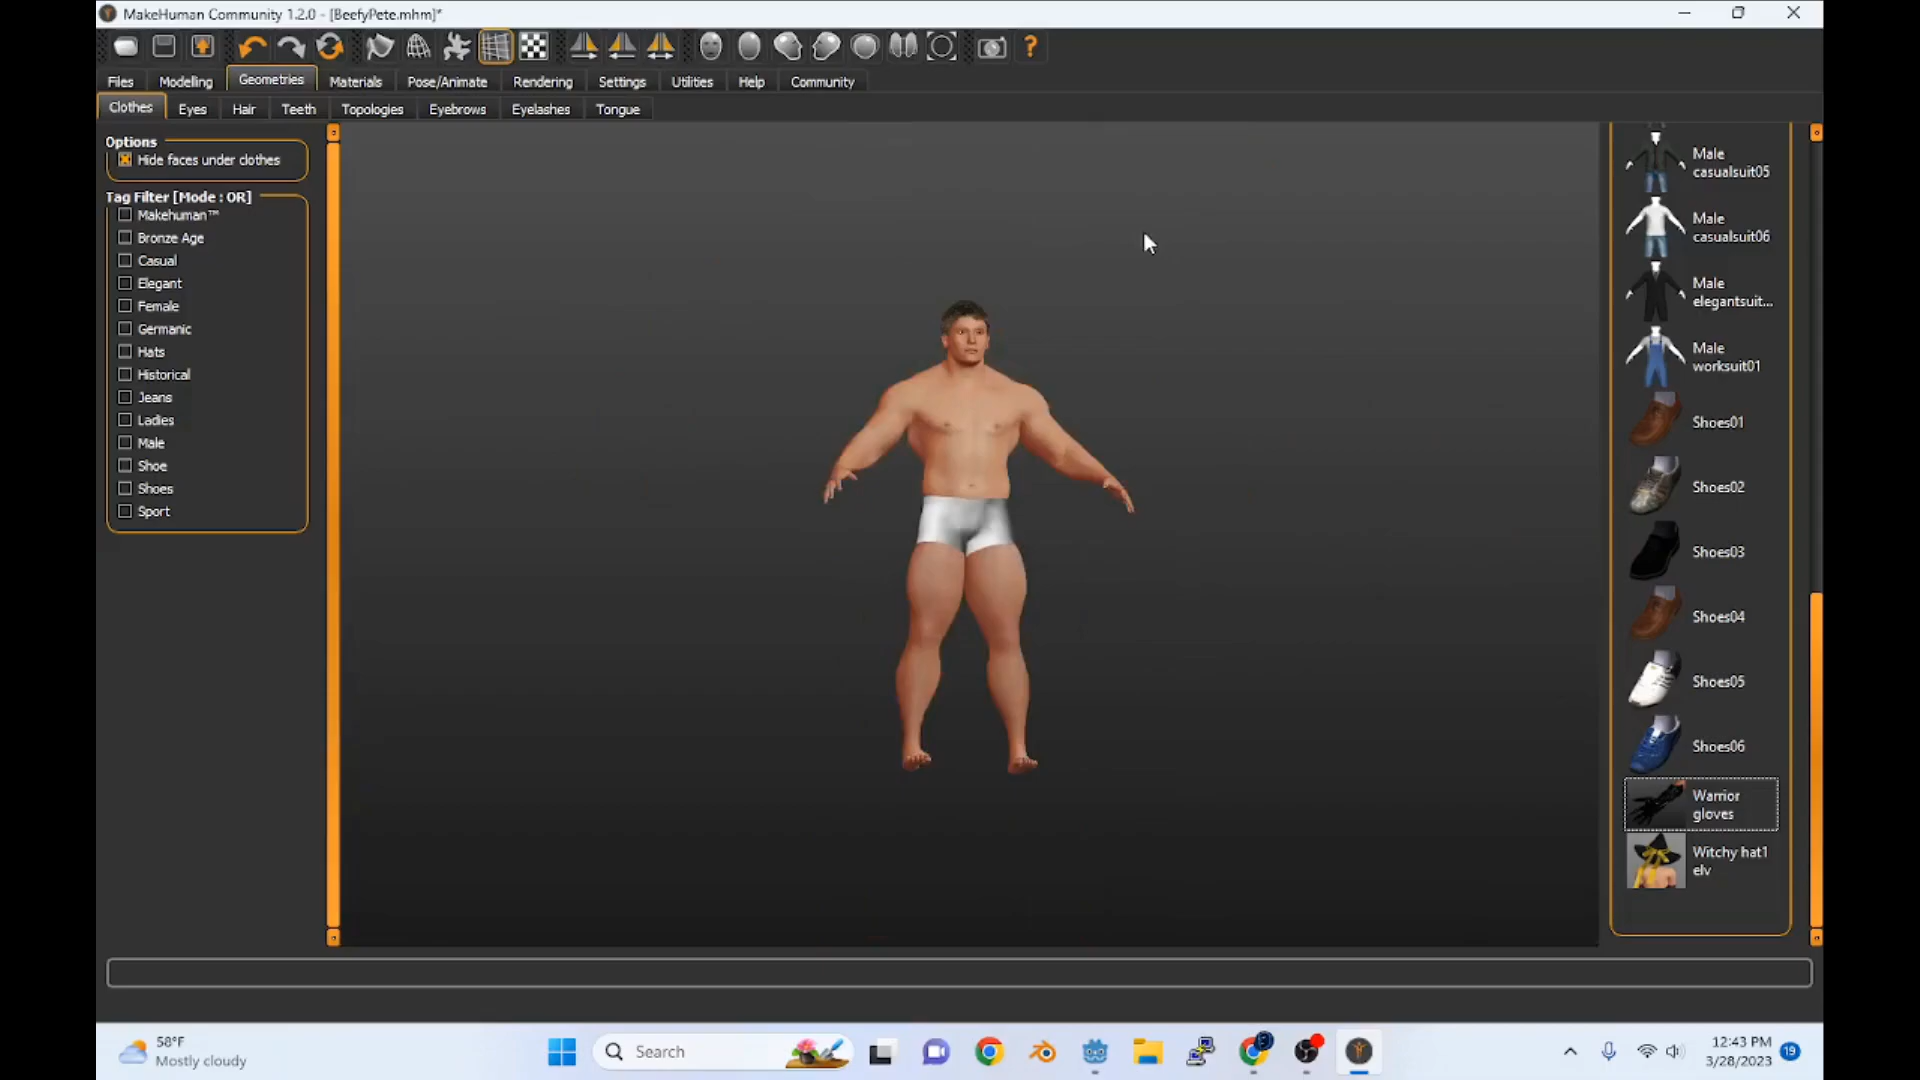 MakeHuman Community 1.2.0 - [BeefyPete.mhm]*
Files Modelling Geometries Materials Pose/Animate Rendering Settings Utilities Help Community
Clothes Eyes Hair Teeth Topologies Eyebrows Eyelashes Tongue
Options
Hide faces under clothes
Tag Filter [Mode : OR]
Makehuman™
Bronze Age
Casual
Elegant
Female
Germanic
Hats
Historical
Jeans
Ladies
Male
Shoe
Shoes
Sport
Male
casualsuit05
Male
casualsuit06
Male
elegantsuit...
Male
worksuit01
Shoes01
Shoes02
Shoes03
Shoes04
Shoes05
Shoes06
Warrior
gloves
Witchy hat1
elv
58°F
Mostly cloudy
Search
12:43 PM
3/28/2023
19